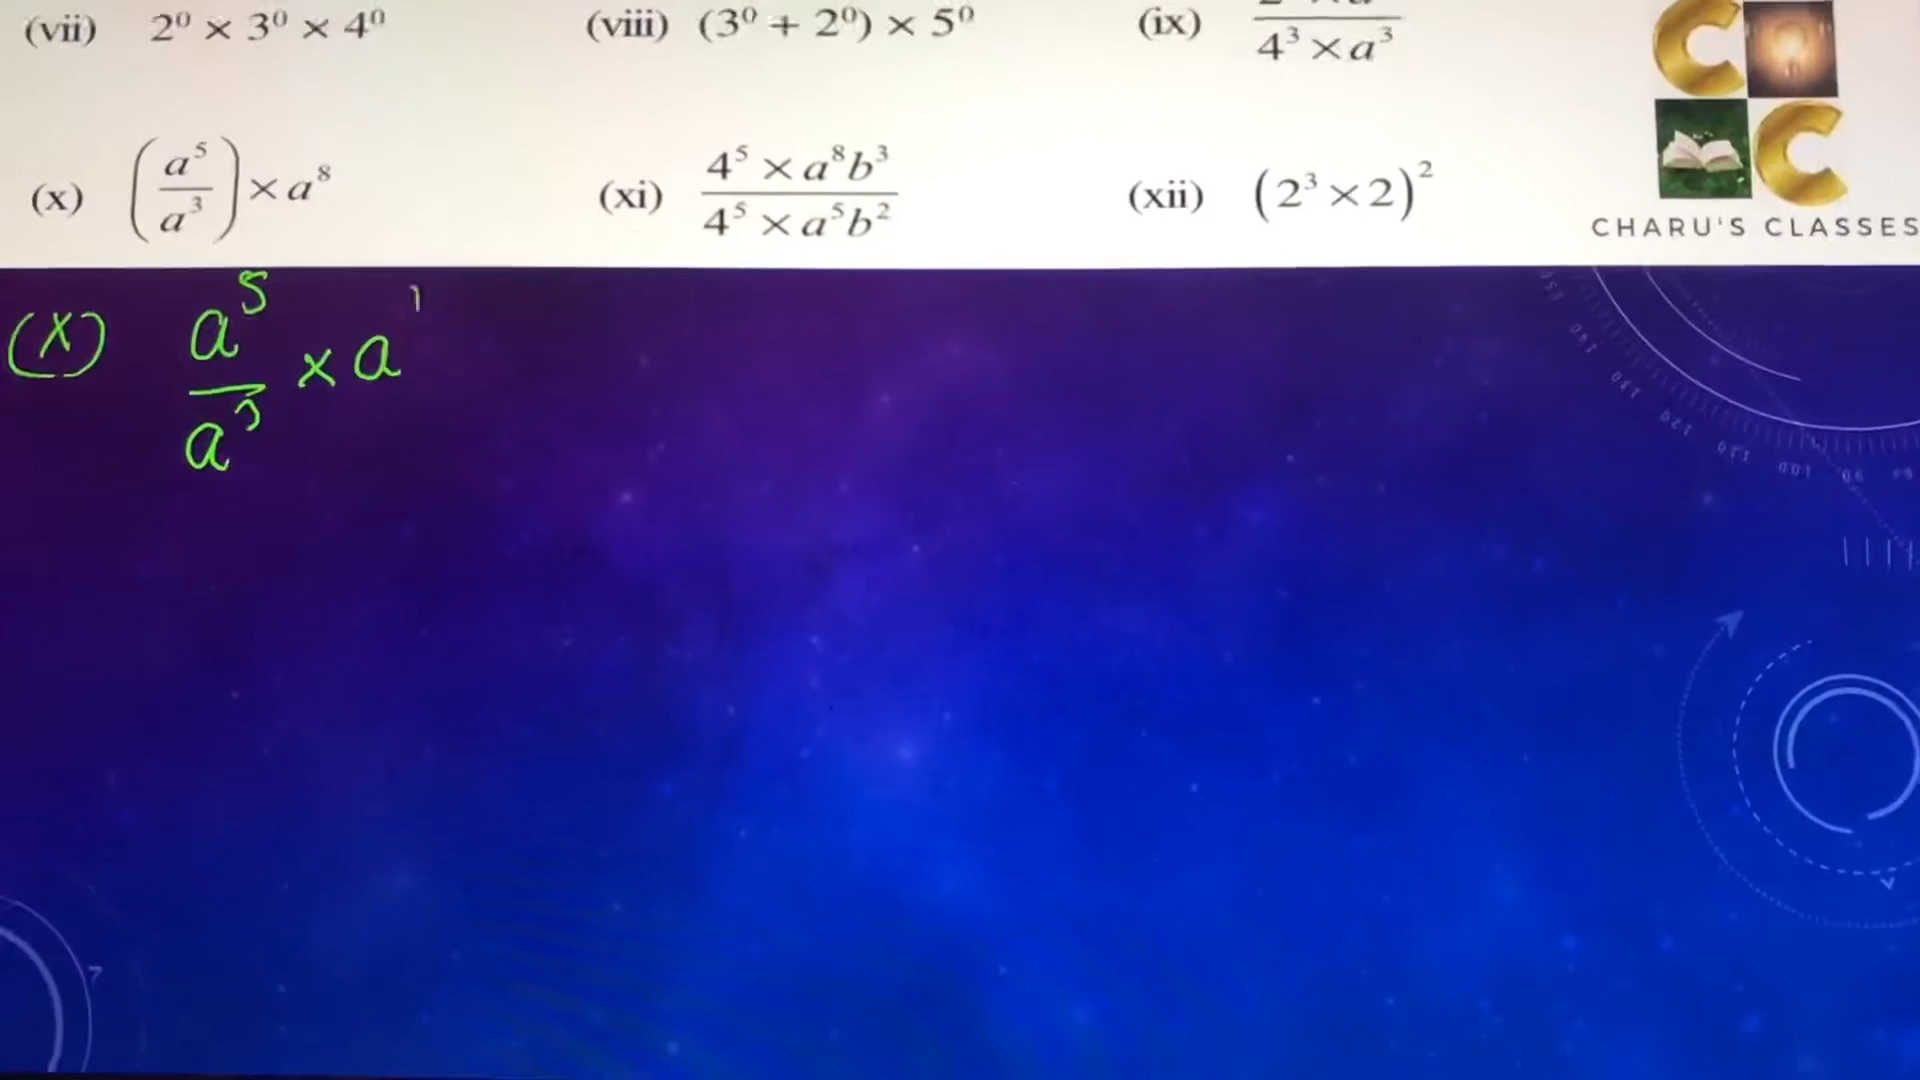 (vii) 2⁰ × 3⁰ × 4⁰ (viii) (3⁰ + 2⁰) × 5⁰ (ix) / 4³ × a³
(x) (a⁵/a³) × a⁸ (xi) 4⁵ × a⁸b³ / 4⁵ × a⁵b² (xii) (2³ × 2)²
CHARU'S CLASSES
(x) a⁵/a³ × a